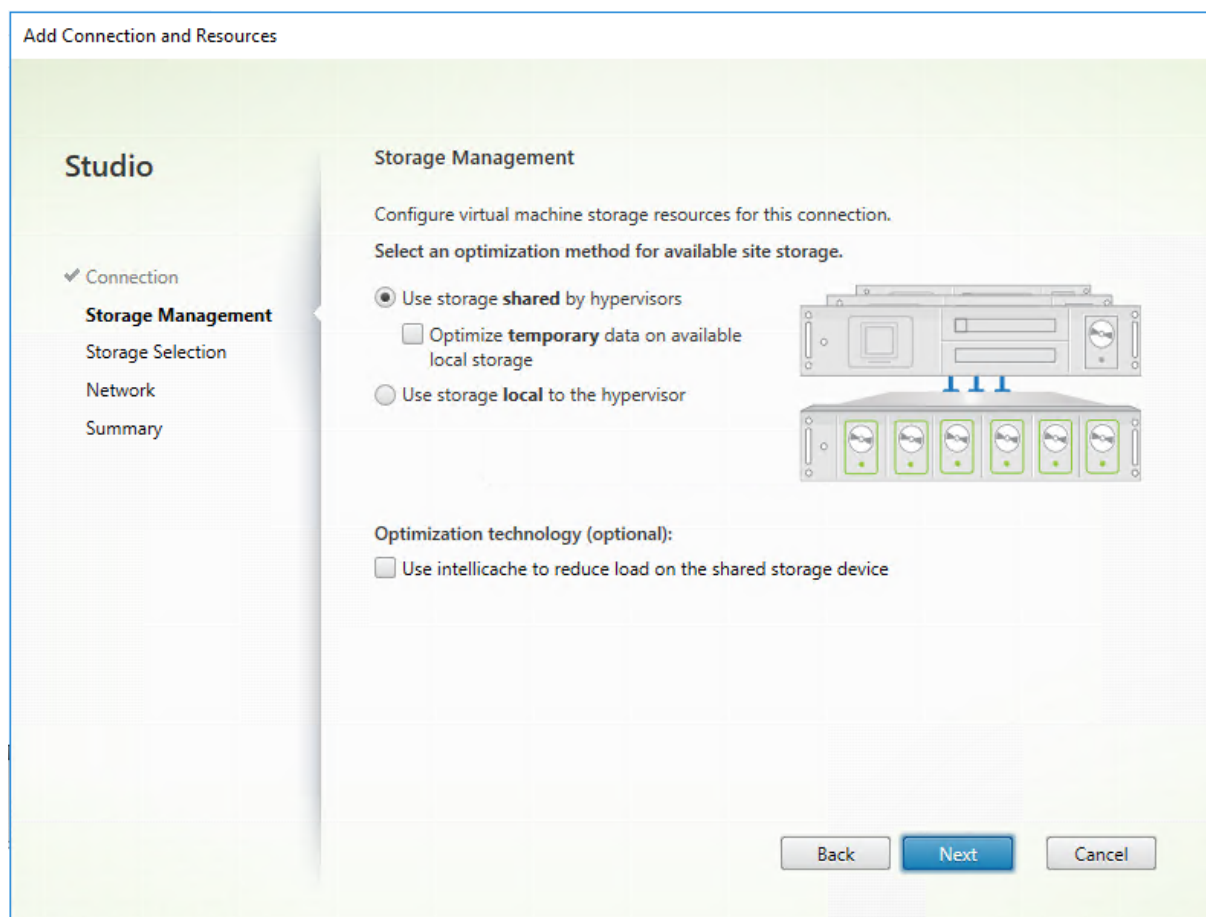 Add Connection and Resources
Studio
Connection
Storage Management
Storage Selection
Network
Summary
Storage Management
Configure virtual machine storage resources for this connection.
Select an optimization method for available site storage.
Use storage shared by hypervisors
Optimize temporary data on available
local storage
Use storage local to the hypervisor
Optimization technology (optional):
Use intellicache to reduce load on the shared storage device
Back
Next
Cancel